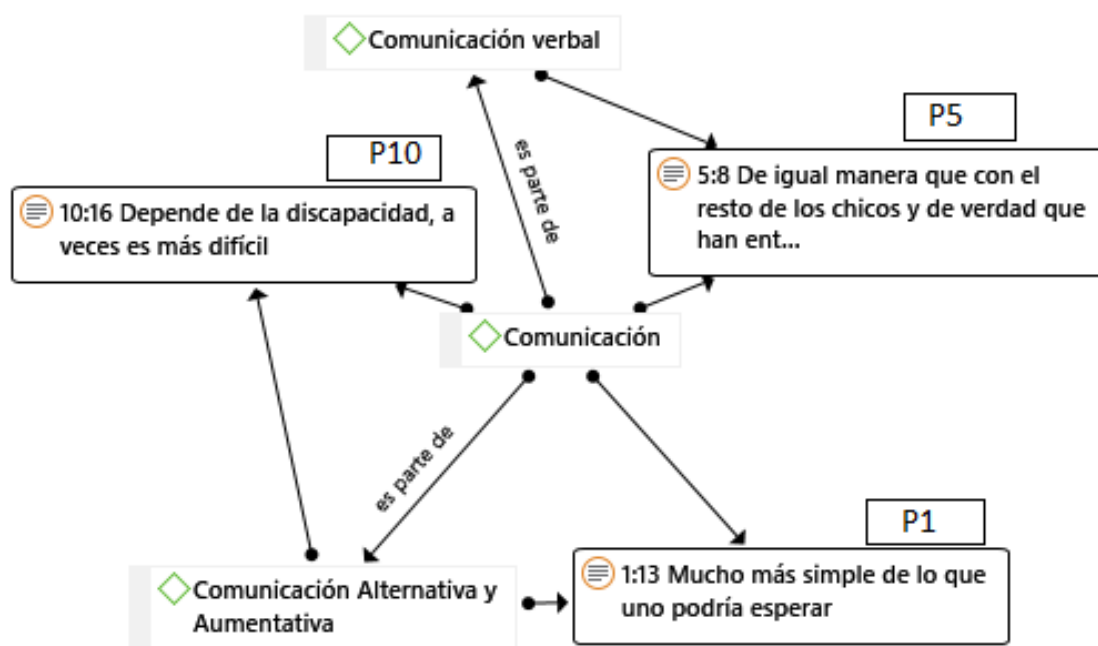 Comunicación verbal
P5
P10
es parte de
5:8 De igual manera que con el
resto de los chicos y de verdad que
han ent...
10:16 Depende de la discapacidad, a
veces es más difícil
Comunicación
es parte de
P1
Comunicación Alternativa y
Aumentativa
1:13 Mucho más simple de lo que
uno podría esperar